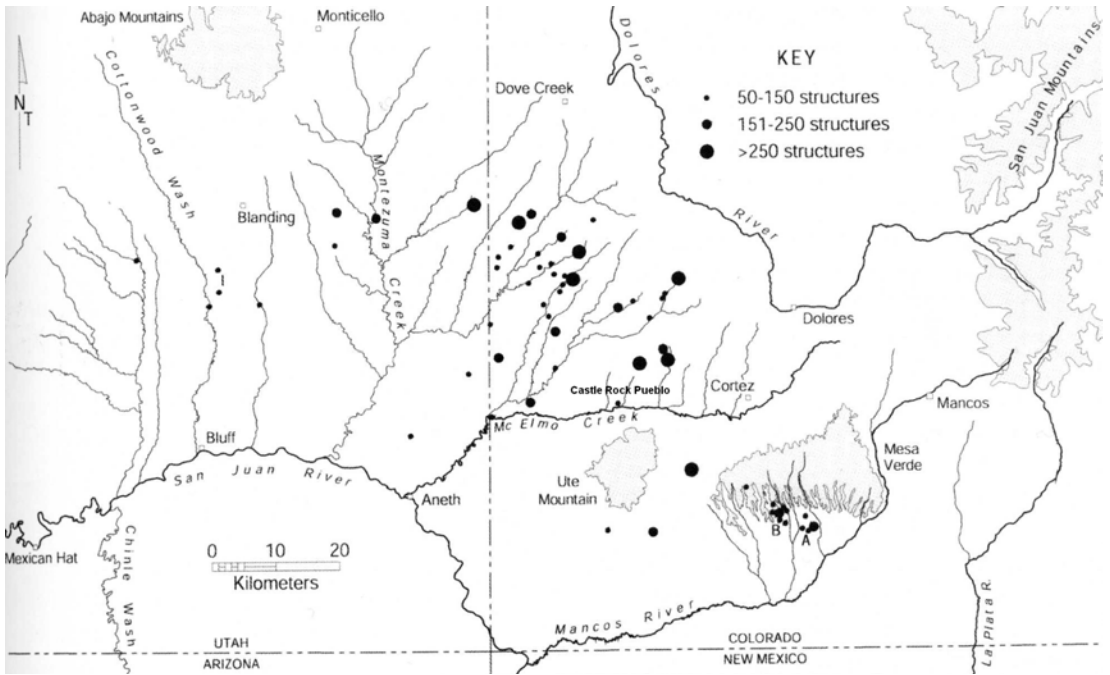 Abajo Mountains
Monticello
Dolores
River
San Juan Mountains
N
T
Cottonwood
Wash
Dove Creek
KEY
50-150 structures
151-250 structures
>250 structures
Montezuma
Creek
Blanding
I
Dolores
Castle Rock Pueblo
Cortez
Mancos
Mc Elmo Creek
Bluff
San Juan River
Mesa
Verde
Ute
Mountain
Aneth
B
A
Mexican Hat
Chinle Wash
0 10 20
Kilometers
Mancos River
La Plata R.
UTAH
ARIZONA
COLORADO
NEW MEXICO